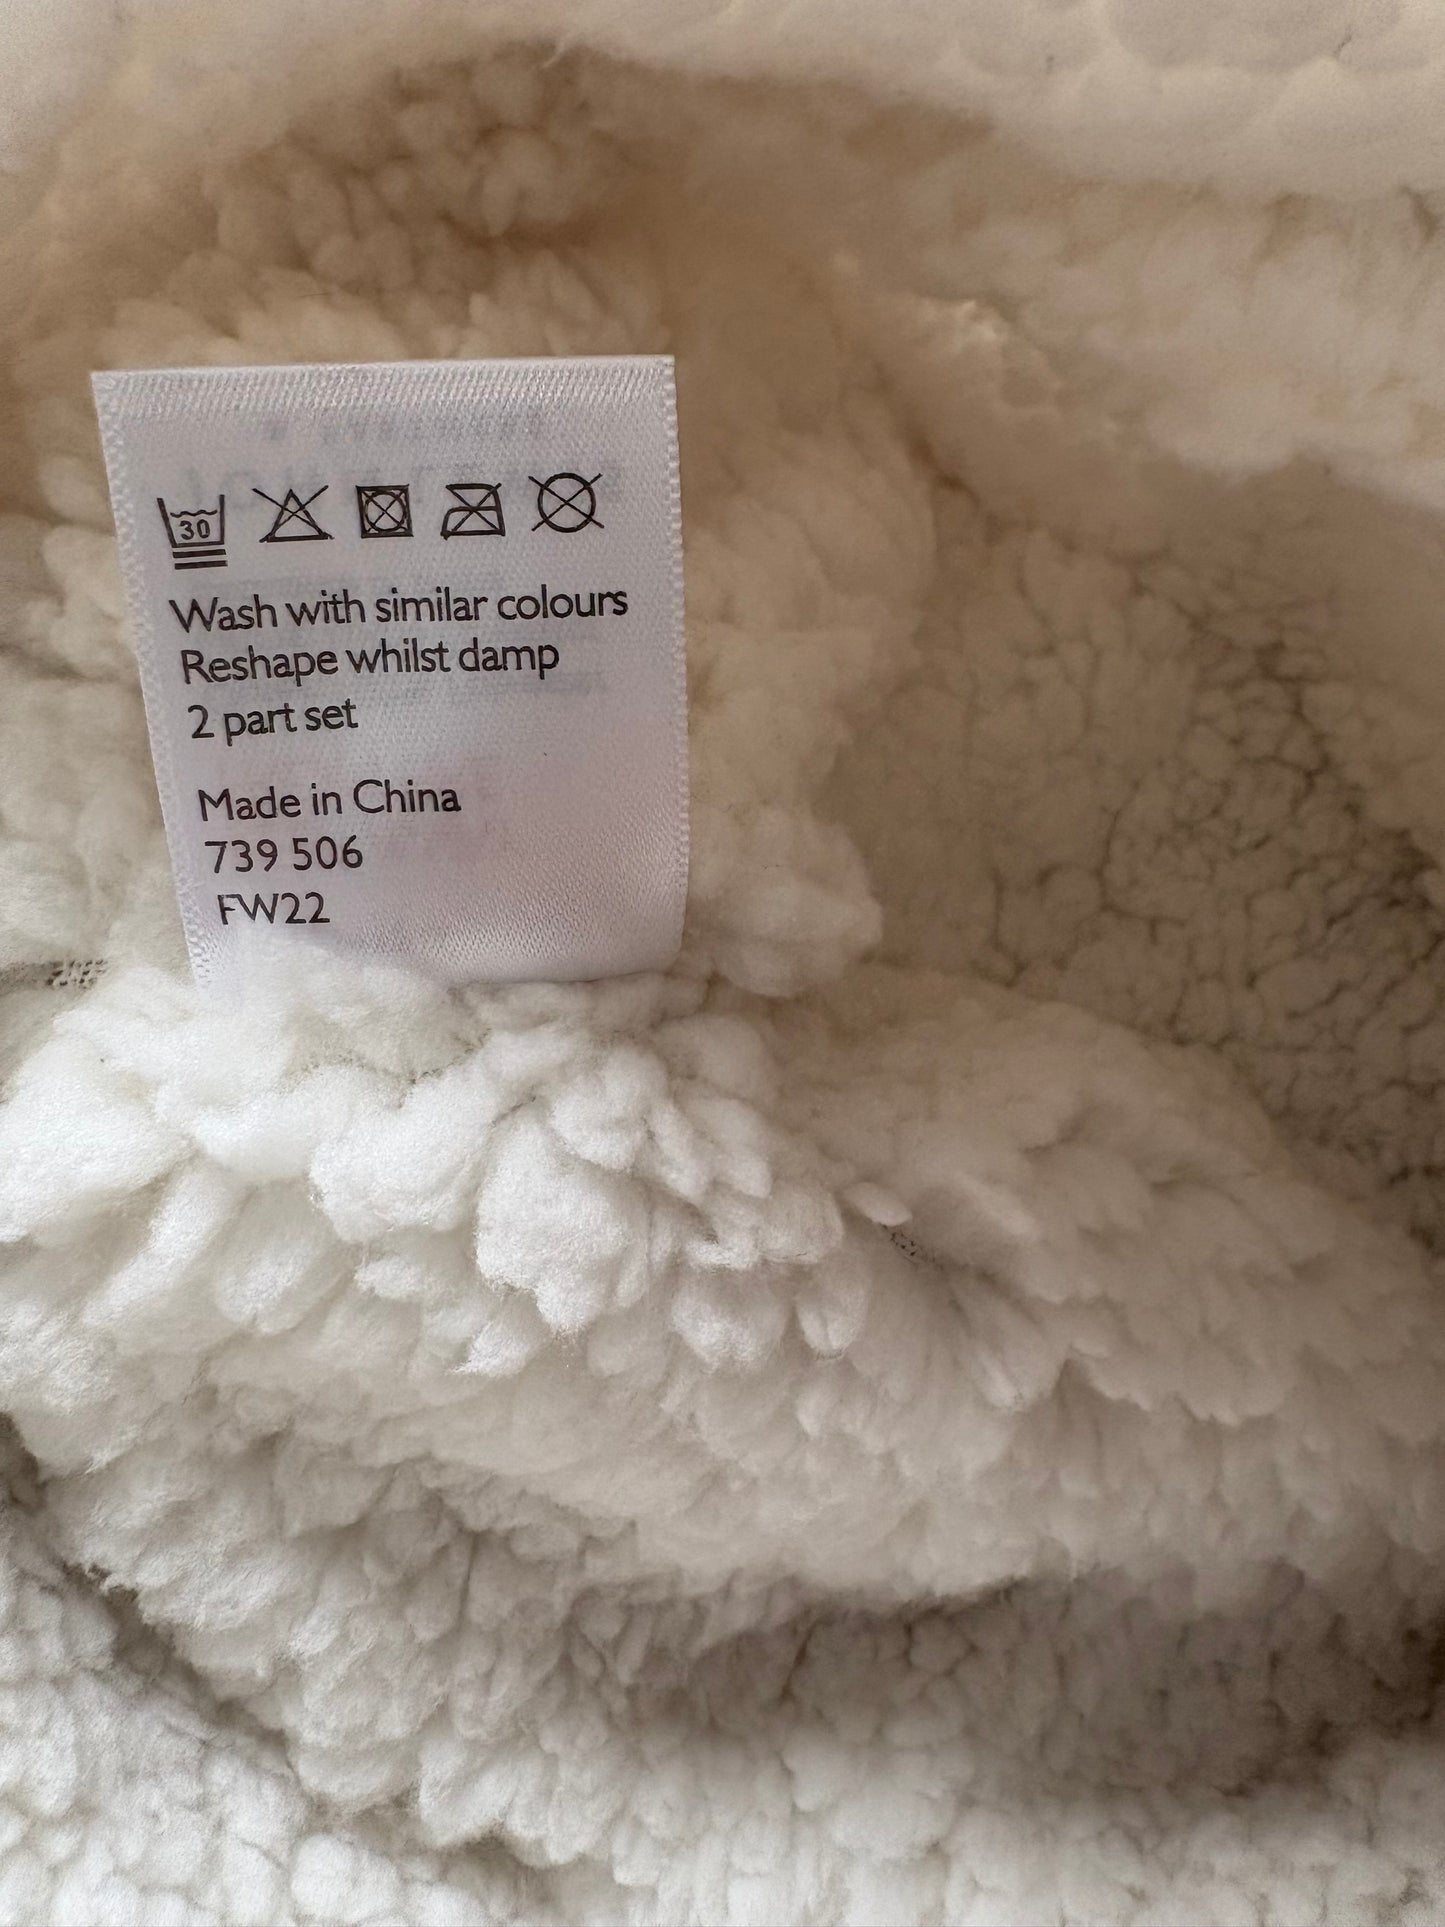 30
Wash with similar colours
Reshape whilst damp
2 part set
Made in China
739 506
FW22